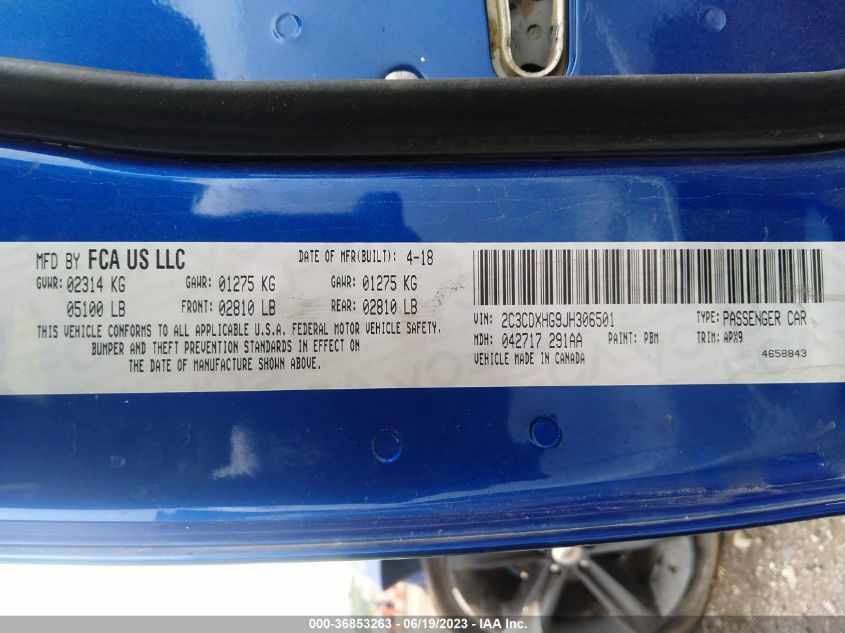 MFD BY FCA US LLC DATE OF MFR(BUILT): 4-18
GVWR: 02314 KG GAWR: 01275 KG GAWR: 01275 KG
05100 LB FRONT: 02810 LB REAR: 02810 LB
THIS VEHICLE CONFORMS TO ALL APPLICABLE U.S.A. FEDERAL MOTOR VEHICLE SAFETY,
BUMPER AND THEFT PREVENTION STANDARDS IN EFFECT ON
THE DATE OF MANUFACTURE SHOWN ABOVE.
VIN: 2C3CDXHG9JH306501 TYPE: PASSENGER CAR
MDH: 042717 291AA PAINT: PBM TRIM: APX9
VEHICLE MADE IN CANADA 4658843
000-36853263 - 06/19/2023 - IAA Inc.